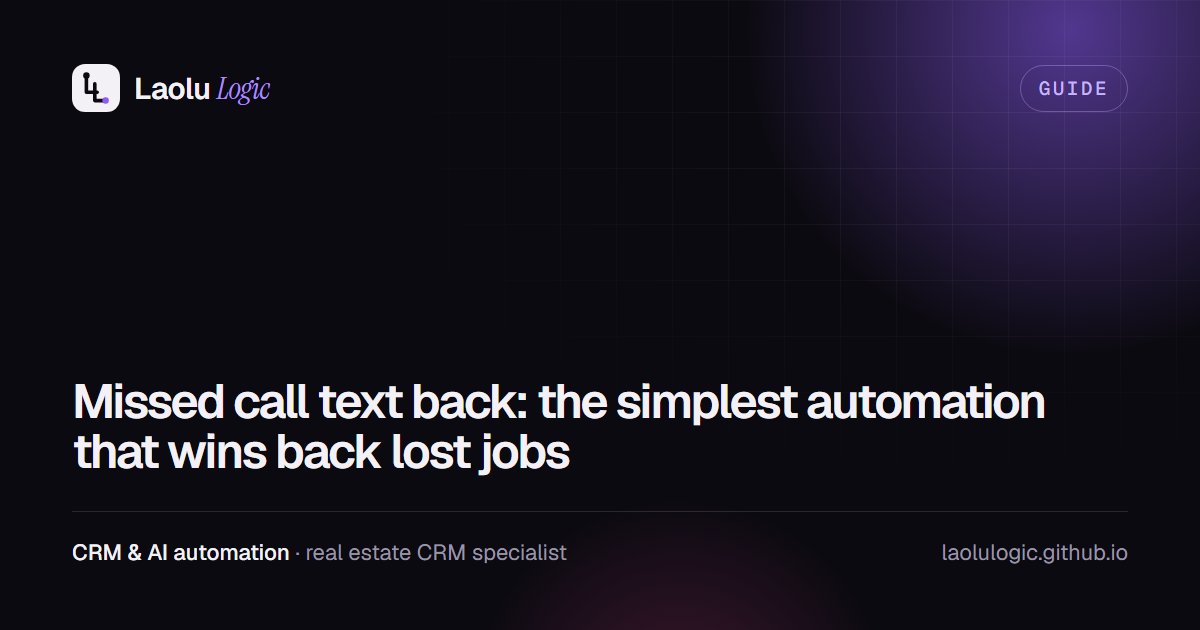 Laolu Logic
GUIDE
Missed call text back: the simplest automation
that wins back lost jobs
CRM & AI automation · real estate CRM specialist
laolulogic.github.io